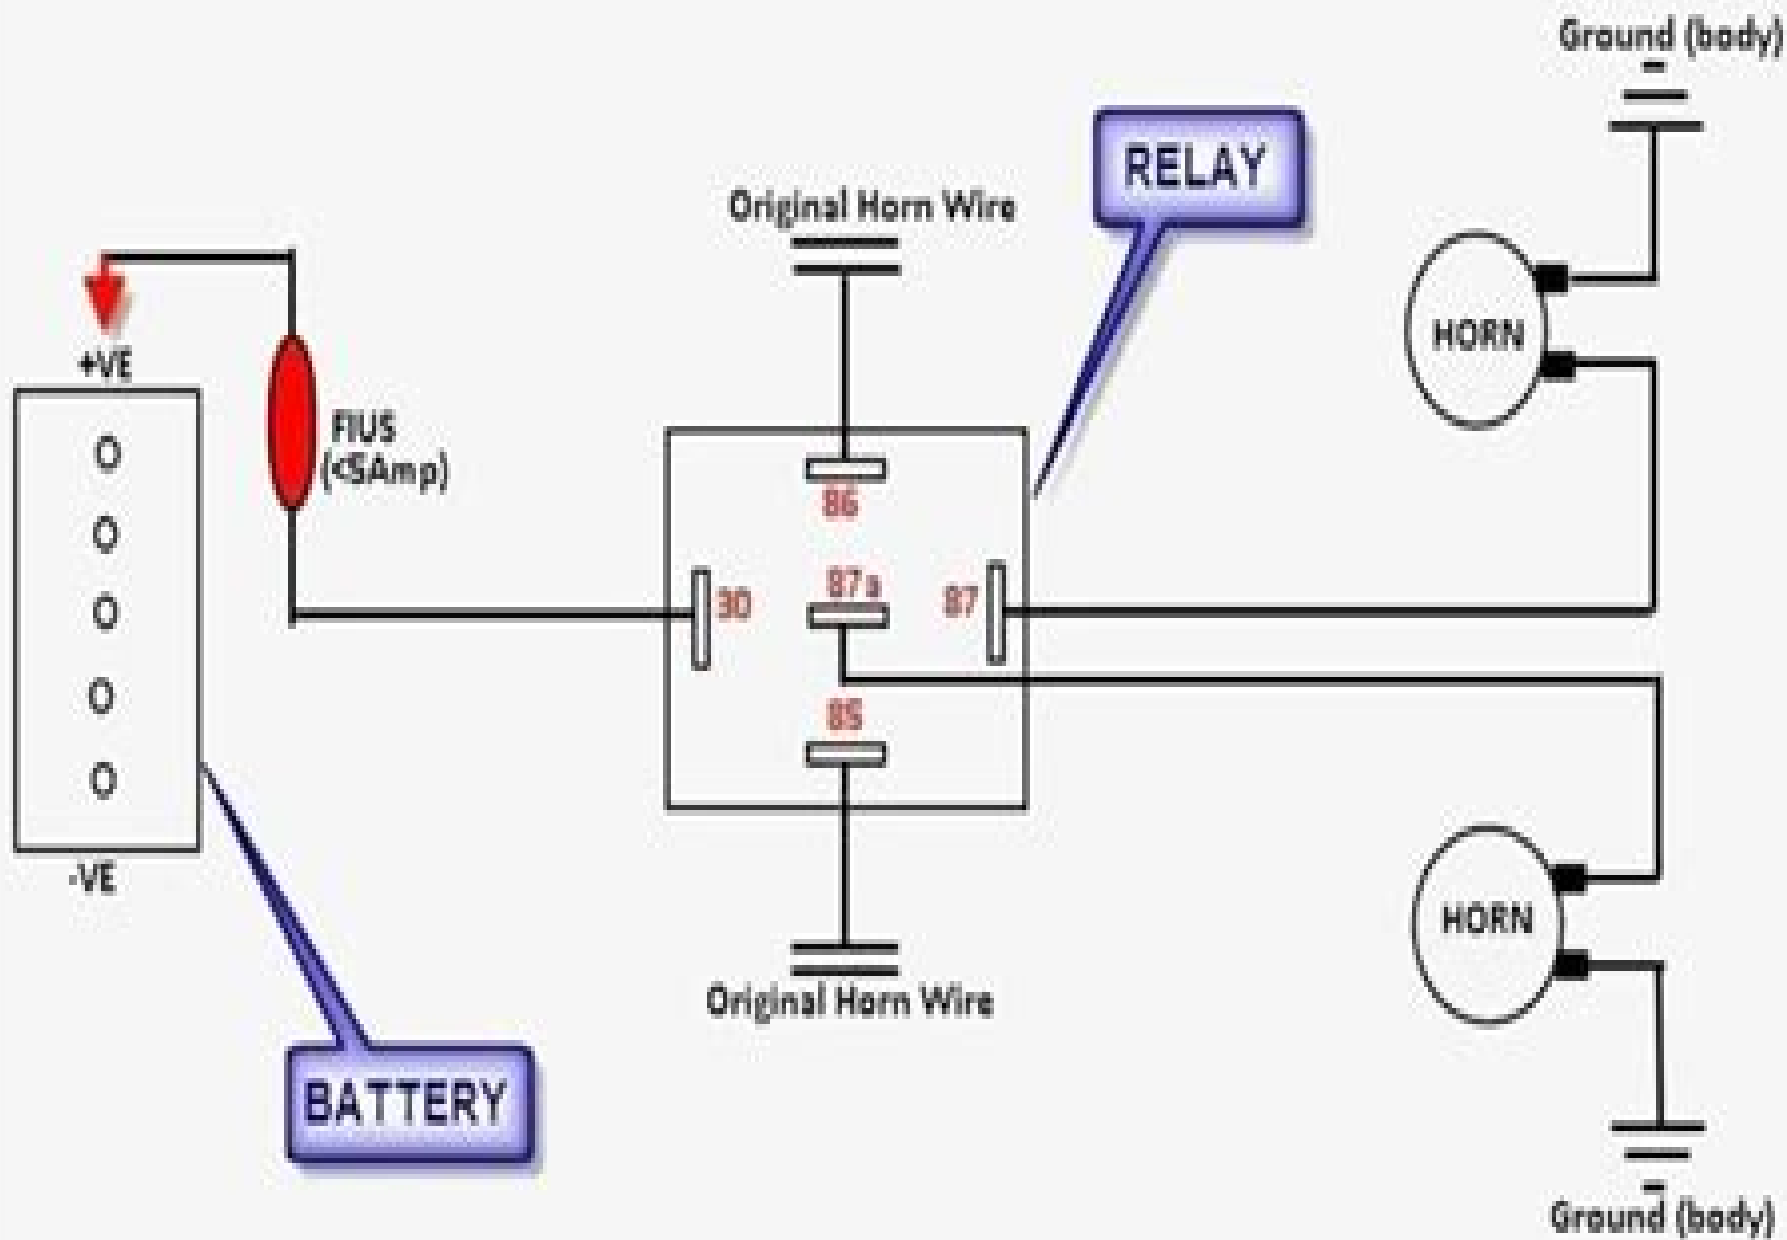 Ground (body)
RELAY
Original Horn Wire
HORN
+VE
FIUS
(<5Amp)
86
30
87a
87
85
-VE
HORN
Original Horn Wire
BATTERY
Ground (body)